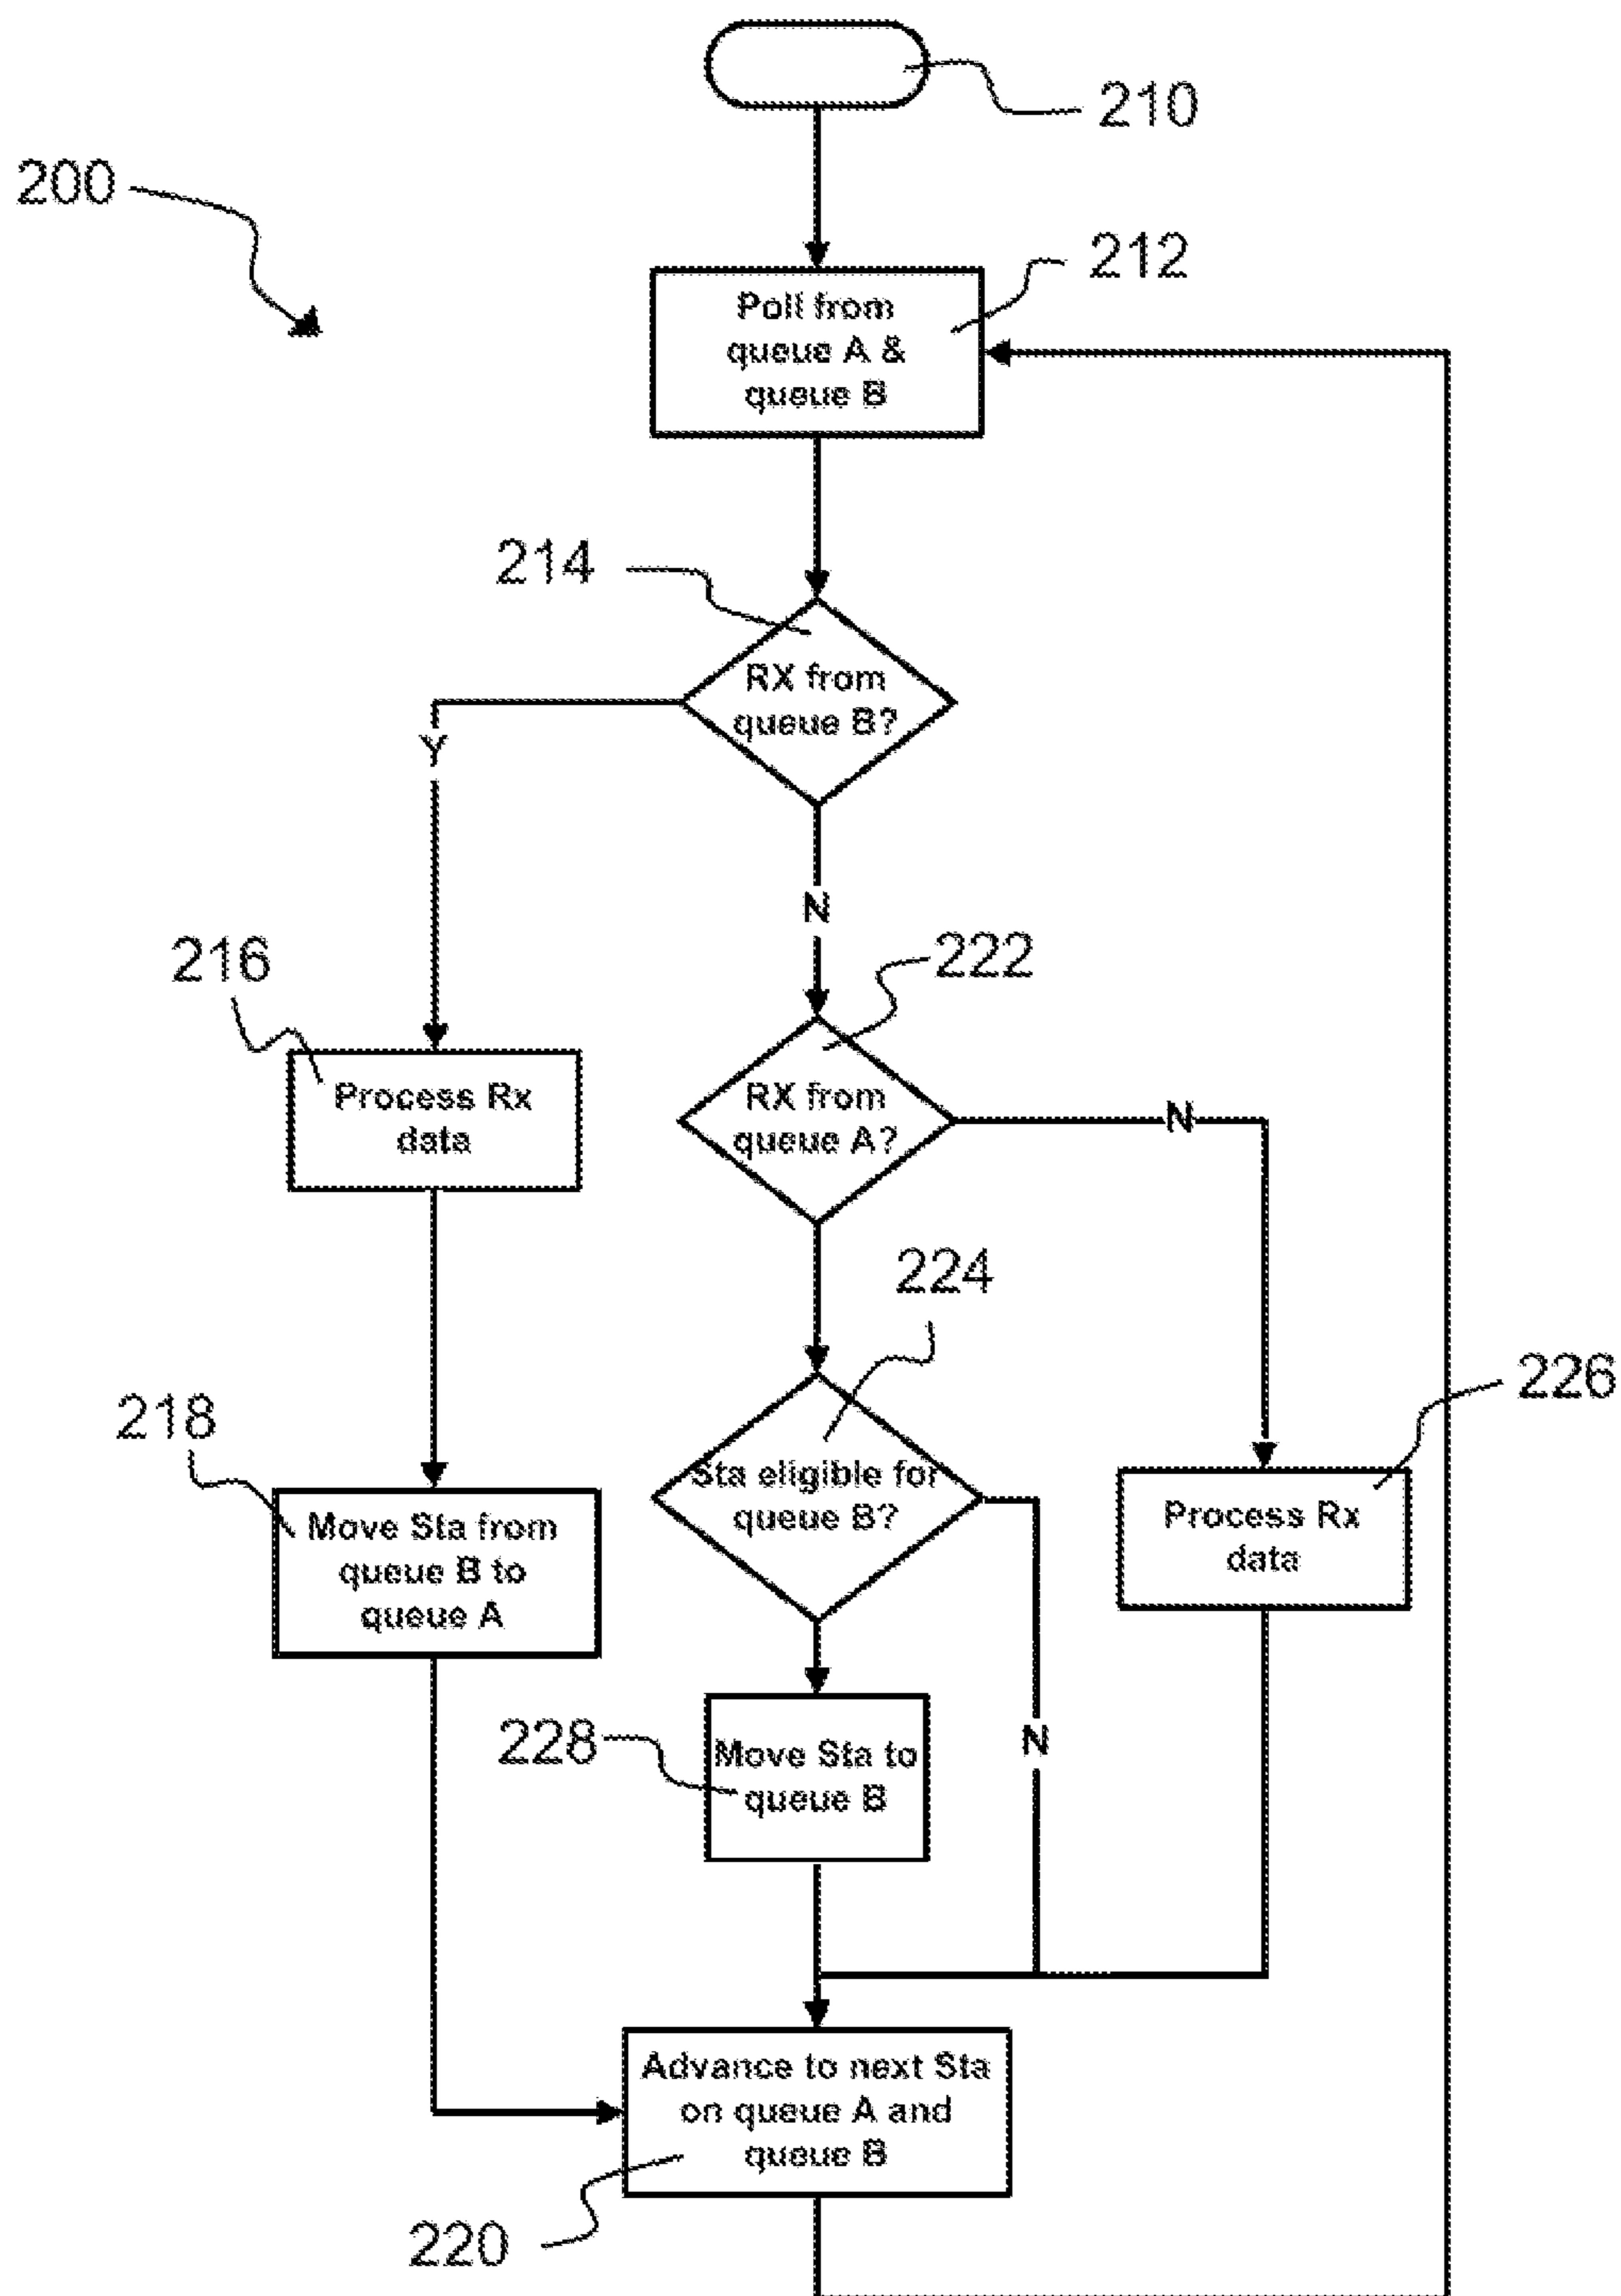 210
200
212
Poll from
queue A &
queue B
214
RX from
queue B?
Y
N
216
222
Process Rx
data
RX from
queue A?
N
224
226
218
Sta eligible for
queue B?
Process Rx
data
Move Sta from
queue B to
queue A
228
Move Sta to
queue B
N
Advance to next Sta
on queue A and
queue B
220